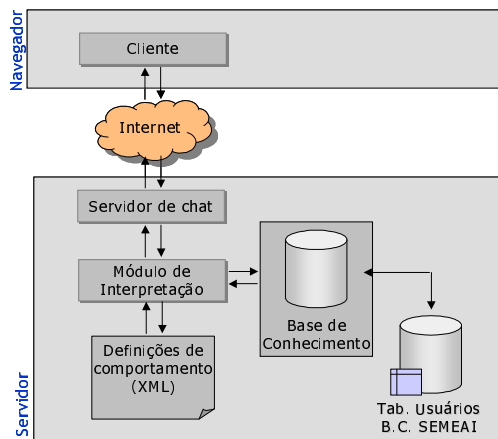 Navegador
Cliente
Internet
Servidor
Servidor de chat
Módulo de
Interpretação
Base de
Conhecimento
Definições de
comportamento
(XML)
Tab. Usuários
B.C. SEMEAI